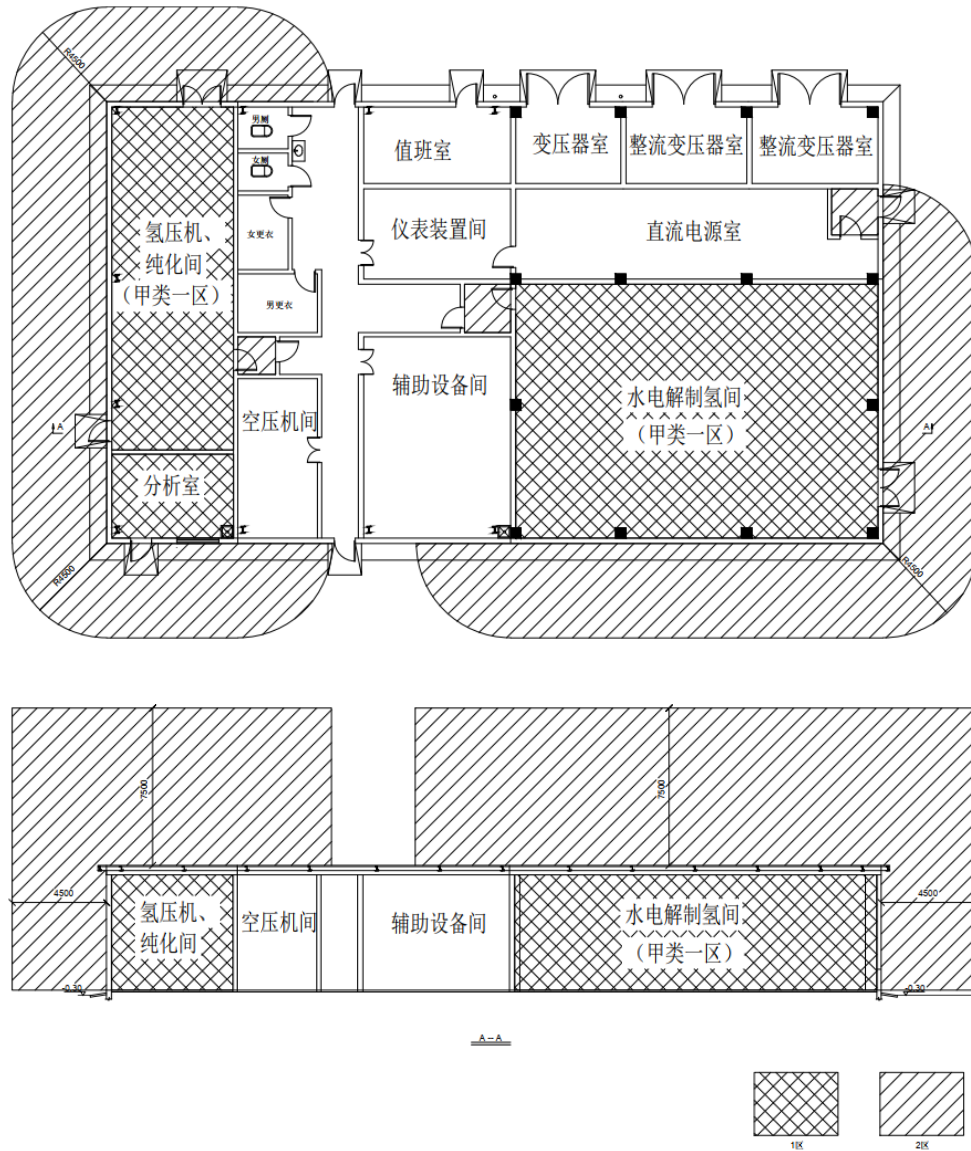 R4500
男厕
女厕
值班室
变压器室
整流变压器室
整流变压器室
氢压机、
纯化间
(甲类一区)
女更衣
仪表装置间
直流电源室
男更衣
辅助设备间
水电解制氢间
(甲类一区)
空压机间
A
A
分析室
R4500
R4500
7500
7500
4500
4500
氢压机、
纯化间
空压机间
辅助设备间
水电解制氢间
(甲类一区)
-0.30
-0.30
A-A
1区
2区